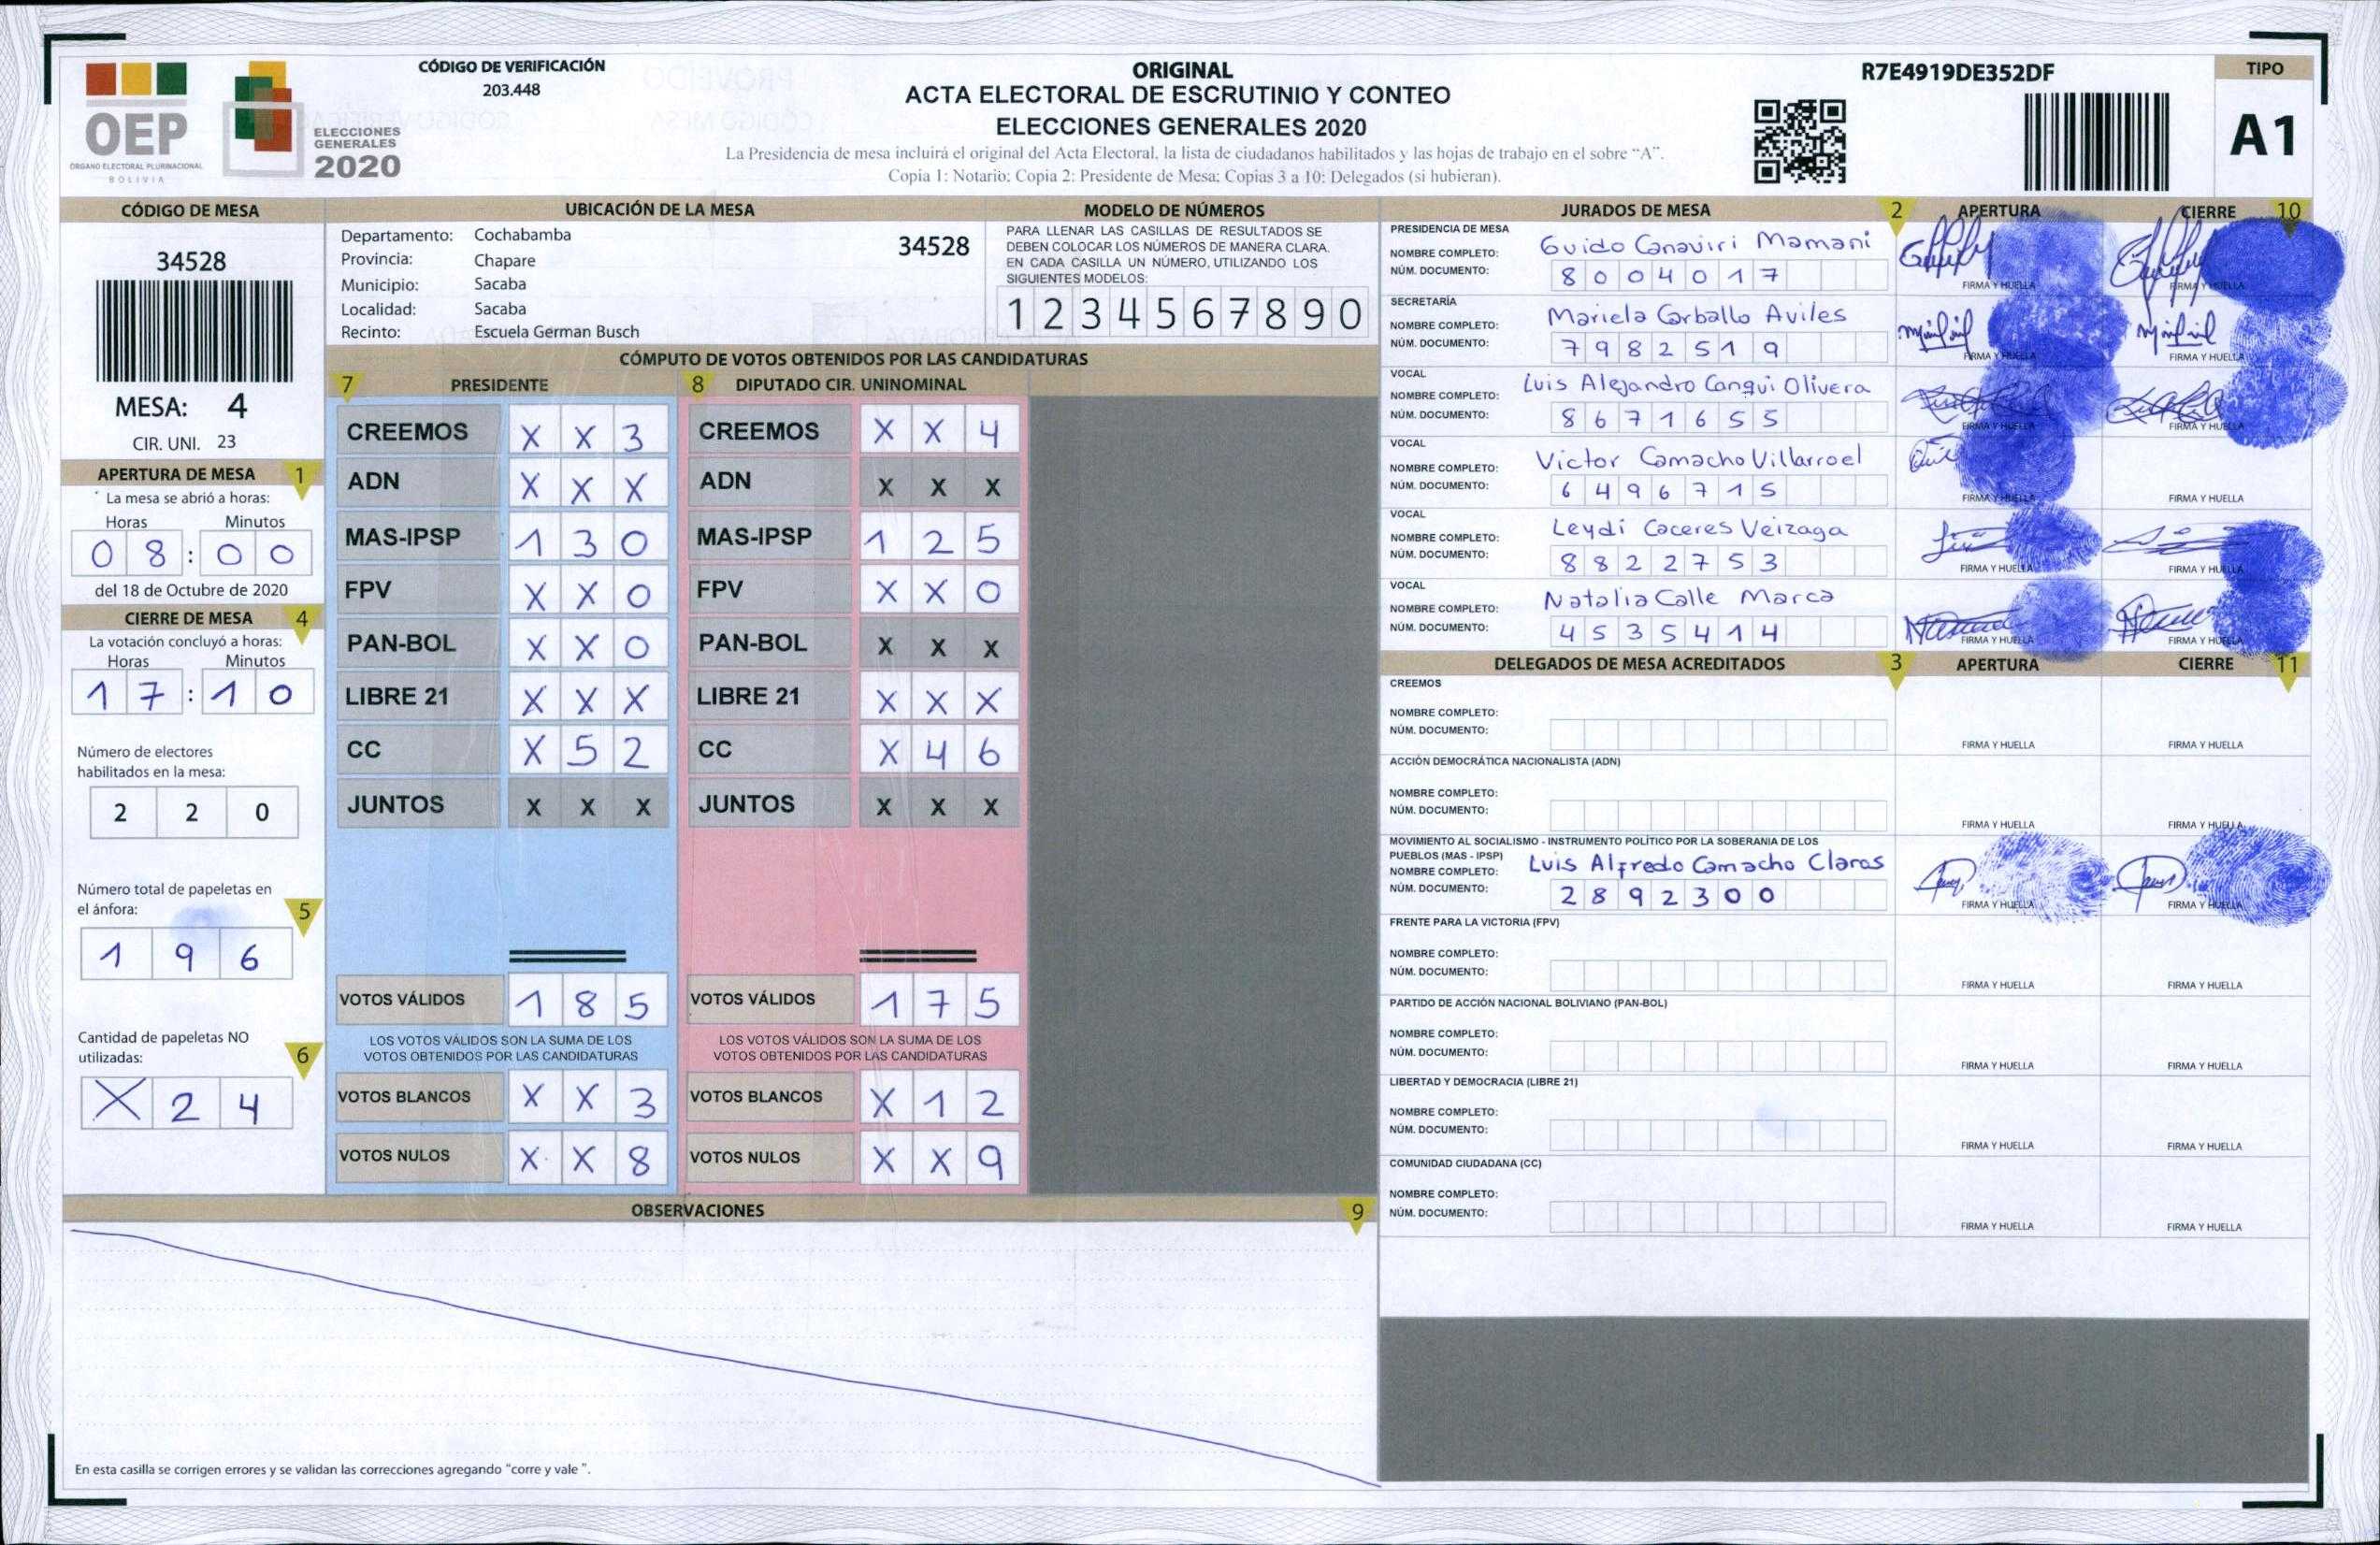 OEP
ÓRGANO ELECTORAL PLURINACIONAL
BOLIVIA
ELECCIONES
GENERALES
2020
CÓDIGO DE VERIFICACIÓN
203.448
ORIGINAL
ACTA ELECTORAL DE ESCRUTINIO Y CONTEO
ELECCIONES GENERALES 2020
La Presidencia de mesa incluirá el original del Acta Electoral, la lista de ciudadanos habilitados y las hojas de trabajo en el sobre “A”.
Copia 1: Notario; Copia 2: Presidente de Mesa; Copias 3 a 10: Delegados (si hubieran).
R7E4919DE352DF
TIPO
A1
CÓDIGO DE MESA
34528
MESA: 4
CIR. UNI. 23
APERTURA DE MESA 1
La mesa se abrió a horas:
Horas Minutos
0 8 : 0 0
del 18 de Octubre de 2020
CIERRE DE MESA 4
La votación concluyó a horas:
Horas Minutos
1 7 : 1 0
Número de electores
habilitados en la mesa:
2 2 0
Número total de papeletas en
el ánfora: 5
1 9 6
Cantidad de papeletas NO
utilizadas: 6
X 2 4
UBICACIÓN DE LA MESA
Departamento: Cochabamba
34528
Provincia: Chapare
Municipio: Sacaba
Localidad: Sacaba
Recinto: Escuela German Busch
MODELO DE NÚMEROS
PARA LLENAR LAS CASILLAS DE RESULTADOS SE
DEBEN COLOCAR LOS NÚMEROS DE MANERA CLARA.
EN CADA CASILLA UN NÚMERO, UTILIZANDO LOS
SIGUIENTES MODELOS:
1 2 3 4 5 6 7 8 9 0
CÓMPUTO DE VOTOS OBTENIDOS POR LAS CANDIDATURAS
7 PRESIDENTE 8 DIPUTADO CIR. UNINOMINAL
CREEMOS X X 3 CREEMOS X X 4
ADN X X X ADN X X X
MAS-IPSP 1 3 0 MAS-IPSP 1 2 5
FPV X X 0 FPV X X 0
PAN-BOL X X 0 PAN-BOL X X X
LIBRE 21 X X X LIBRE 21 X X X
CC X 5 2 CC X 4 6
JUNTOS X X X JUNTOS X X X
VOTOS VÁLIDOS 1 8 5 VOTOS VÁLIDOS 1 7 5
LOS VOTOS VÁLIDOS SON LA SUMA DE LOS LOS VOTOS VÁLIDOS SON LA SUMA DE LOS
VOTOS OBTENIDOS POR LAS CANDIDATURAS VOTOS OBTENIDOS POR LAS CANDIDATURAS
VOTOS BLANCOS X X 3 VOTOS BLANCOS X 1 2
VOTOS NULOS X X 8 VOTOS NULOS X X 9
OBSERVACIONES 9
En esta casilla se corrigen errores y se validan las correcciones agregando "corre y vale ".
JURADOS DE MESA 2 APERTURA CIERRE 10
PRESIDENCIA DE MESA
NOMBRE COMPLETO: Guido Canaviri Mamani
NÚM. DOCUMENTO: 8 0 0 4 0 1 7
FIRMA Y HUELLA FIRMA Y HUELLA
SECRETARÍA
NOMBRE COMPLETO: Mariela Carballo Aviles
NÚM. DOCUMENTO: 7 9 8 2 5 1 9
FIRMA Y HUELLA FIRMA Y HUELLA
VOCAL
NOMBRE COMPLETO: Luis Alejandro Canqui Olivera
NÚM. DOCUMENTO: 8 6 7 1 6 5 5
FIRMA Y HUELLA FIRMA Y HUELLA
VOCAL
NOMBRE COMPLETO: Victor Camacho Villarroel
NÚM. DOCUMENTO: 6 4 9 6 7 1 5
FIRMA Y HUELLA FIRMA Y HUELLA
VOCAL
NOMBRE COMPLETO: Leydi Caceres Veizaga
NÚM. DOCUMENTO: 8 8 2 2 7 5 3
FIRMA Y HUELLA FIRMA Y HUELLA
VOCAL
NOMBRE COMPLETO: Natalia Calle Marca
NÚM. DOCUMENTO: 4 5 3 5 4 1 4
FIRMA Y HUELLA FIRMA Y HUELLA
DELEGADOS DE MESA ACREDITADOS 3 APERTURA CIERRE 11
CREEMOS
NOMBRE COMPLETO:
NÚM. DOCUMENTO:
FIRMA Y HUELLA FIRMA Y HUELLA
ACCIÓN DEMOCRÁTICA NACIONALISTA (ADN)
NOMBRE COMPLETO:
NÚM. DOCUMENTO:
FIRMA Y HUELLA FIRMA Y HUELLA
MOVIMIENTO AL SOCIALISMO - INSTRUMENTO POLÍTICO POR LA SOBERANIA DE LOS
PUEBLOS (MAS - IPSP)
NOMBRE COMPLETO: Luis Alfredo Camacho Claros
NÚM. DOCUMENTO: 2 8 9 2 3 0 0
FIRMA Y HUELLA FIRMA Y HUELLA
FRENTE PARA LA VICTORIA (FPV)
NOMBRE COMPLETO:
NÚM. DOCUMENTO:
FIRMA Y HUELLA FIRMA Y HUELLA
PARTIDO DE ACCIÓN NACIONAL BOLIVIANO (PAN-BOL)
NOMBRE COMPLETO:
NÚM. DOCUMENTO:
FIRMA Y HUELLA FIRMA Y HUELLA
LIBERTAD Y DEMOCRACIA (LIBRE 21)
NOMBRE COMPLETO:
NÚM. DOCUMENTO:
FIRMA Y HUELLA FIRMA Y HUELLA
COMUNIDAD CIUDADANA (CC)
NOMBRE COMPLETO:
NÚM. DOCUMENTO:
FIRMA Y HUELLA FIRMA Y HUELLA